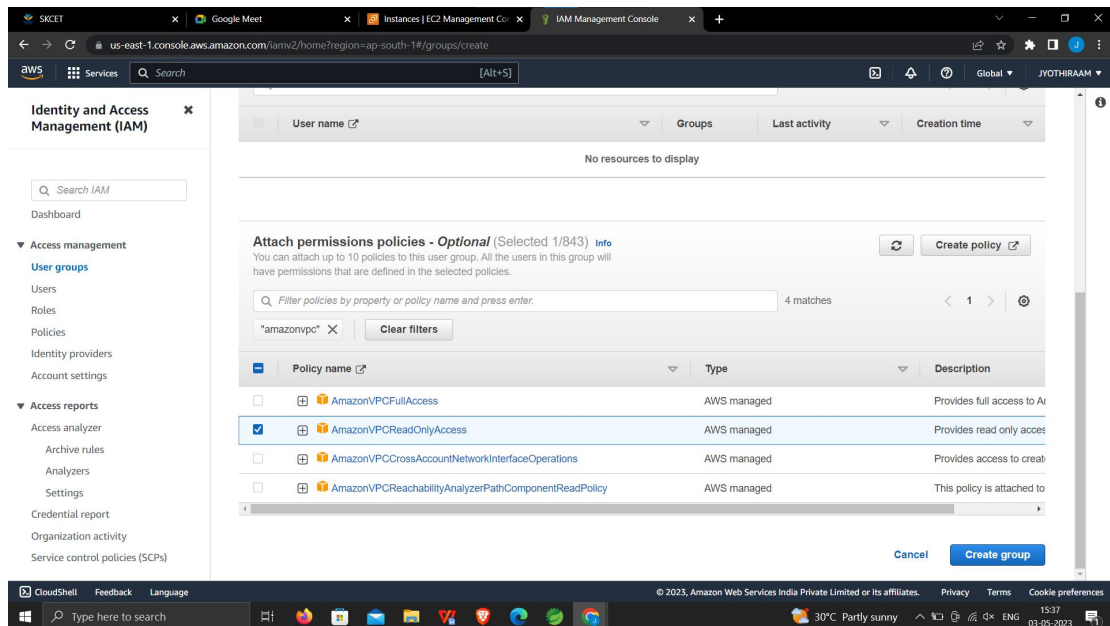 SKCET
Google Meet
Instances | EC2 Management Cor
IAM Management Console
us-east-1.console.aws.amazon.com/iamv2/home?region=ap-south-1#/groups/create
aws
Services
Search
[Alt+S]
Global
JYOTHIRAAM
Identity and Access
Management (IAM)
Search IAM
Dashboard
Access management
User groups
Users
Roles
Policies
Identity providers
Account settings
Access reports
Access analyzer
Archive rules
Analyzers
Settings
Credential report
Organization activity
Service control policies (SCPs)
User name Groups Last activity Creation time
No resources to display
Attach permissions policies - Optional (Selected 1/843) Info
You can attach up to 10 policies to this user group. All the users in this group will
have permissions that are defined in the selected policies.
Create policy
Filter policies by property or policy name and press enter.
4 matches
1
"amazonvpc"
Clear filters
Policy name Type Description
AmazonVPCFullAccess AWS managed Provides full access to
AmazonVPCReadOnlyAccess AWS managed Provides read only acces
AmazonVPCCrossAccountNetworkInterfaceOperations AWS managed Provides access to creat
AmazonVPCReachabilityAnalyzerPathComponentReadPolicy AWS managed This policy is attached to
Cancel
Create group
CloudShell Feedback Language
© 2023, Amazon Web Services India Private Limited or its affiliates. Privacy Terms Cookie preferences
Type here to search
30°C Partly sunny
ENG
15:37
03-05-2023